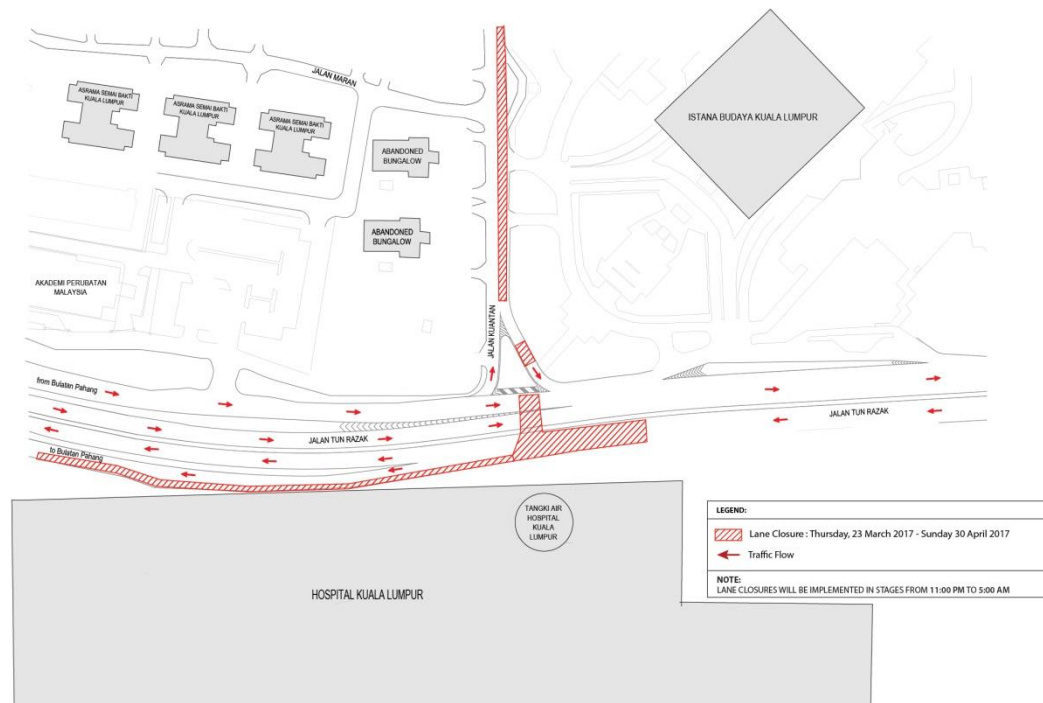 JALAN MARAN
ASRAMA SEMAI BAKTI
KUALA LUMPUR
ASRAMA SEMAI BAKTI
KUALA LUMPUR
ASRAMA SEMAI BAKTI
KUALA LUMPUR
ABANDONED
BUNGALOW
ISTANA BUDAYA KUALA LUMPUR
ABANDONED
BUNGALOW
AKADEMI PERUBATAN
MALAYSIA
JALAN KUANTAN
from Bulatan Pahang
JALAN TUN RAZAK
JALAN TUN RAZAK
to Bulatan Pahang
TANGKI AIR
HOSPITAL
KUALA
LUMPUR
HOSPITAL KUALA LUMPUR
LEGEND:
Lane Closure : Thursday, 23 March 2017 - Sunday 30 April 2017
Traffic Flow
NOTE:
LANE CLOSURES WILL BE IMPLEMENTED IN STAGES FROM 11:00 PM TO 5:00 AM